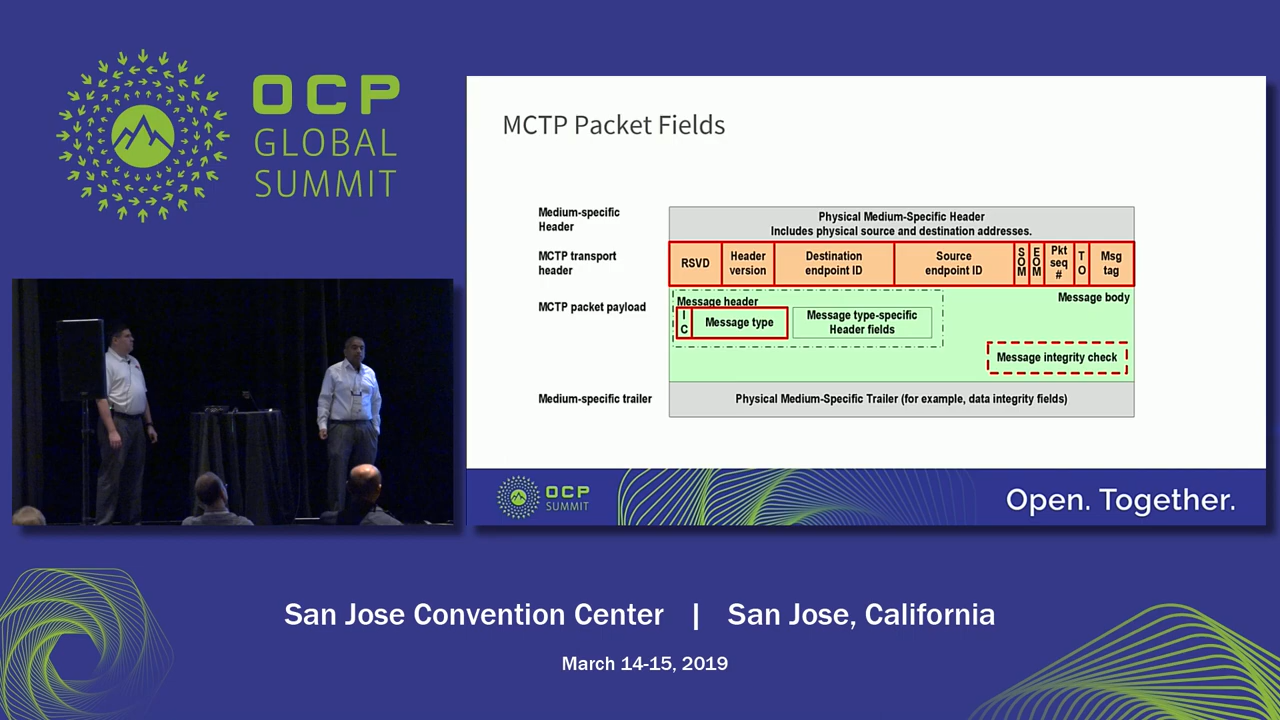 OCP
GLOBAL
SUMMIT
MCTP Packet Fields
Medium-specific
Header
Physical Medium-Specific Header
Includes physical source and destination addresses.
MCTP transport
header
RSVD
Header
version
Destination
endpoint ID
Source
endpoint ID
SOM
EOM
Pkt
seq
#
TO
Msg
tag
MCTP packet payload
Message header
Message body
IC
Message type
Message type-specific
Header fields
Message integrity check
Medium-specific trailer
Physical Medium-Specific Trailer (for example, data integrity fields)
OCP
SUMMIT
Open. Together.
San Jose Convention Center | San Jose, California
March 14-15, 2019